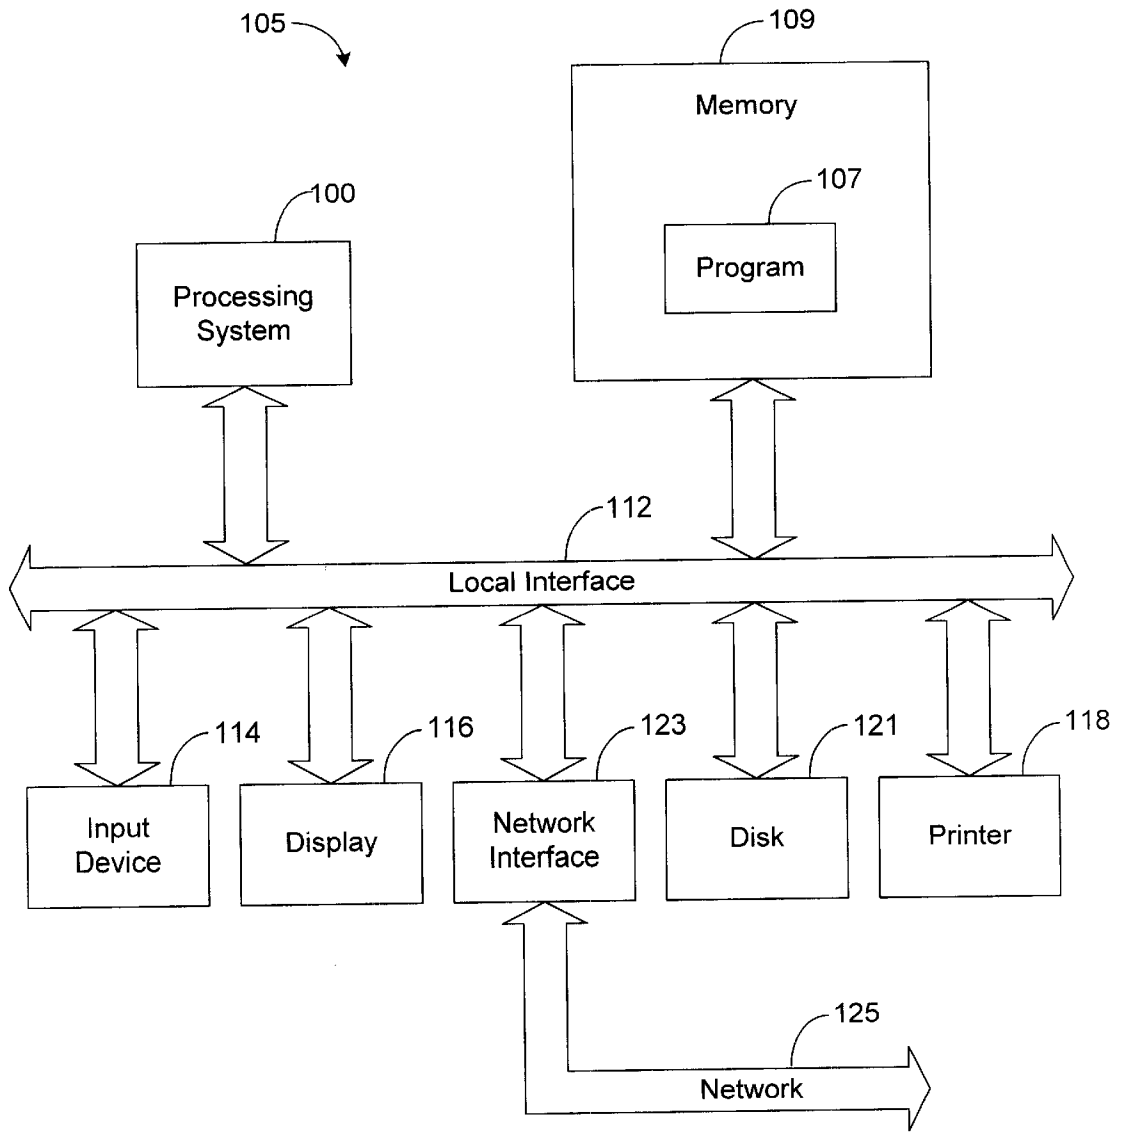 105
109
Memory
107
Program
100
Processing
System
112
Local Interface
114
116
123
121
118
Input
Device
Display
Network
Interface
Disk
Printer
125
Network